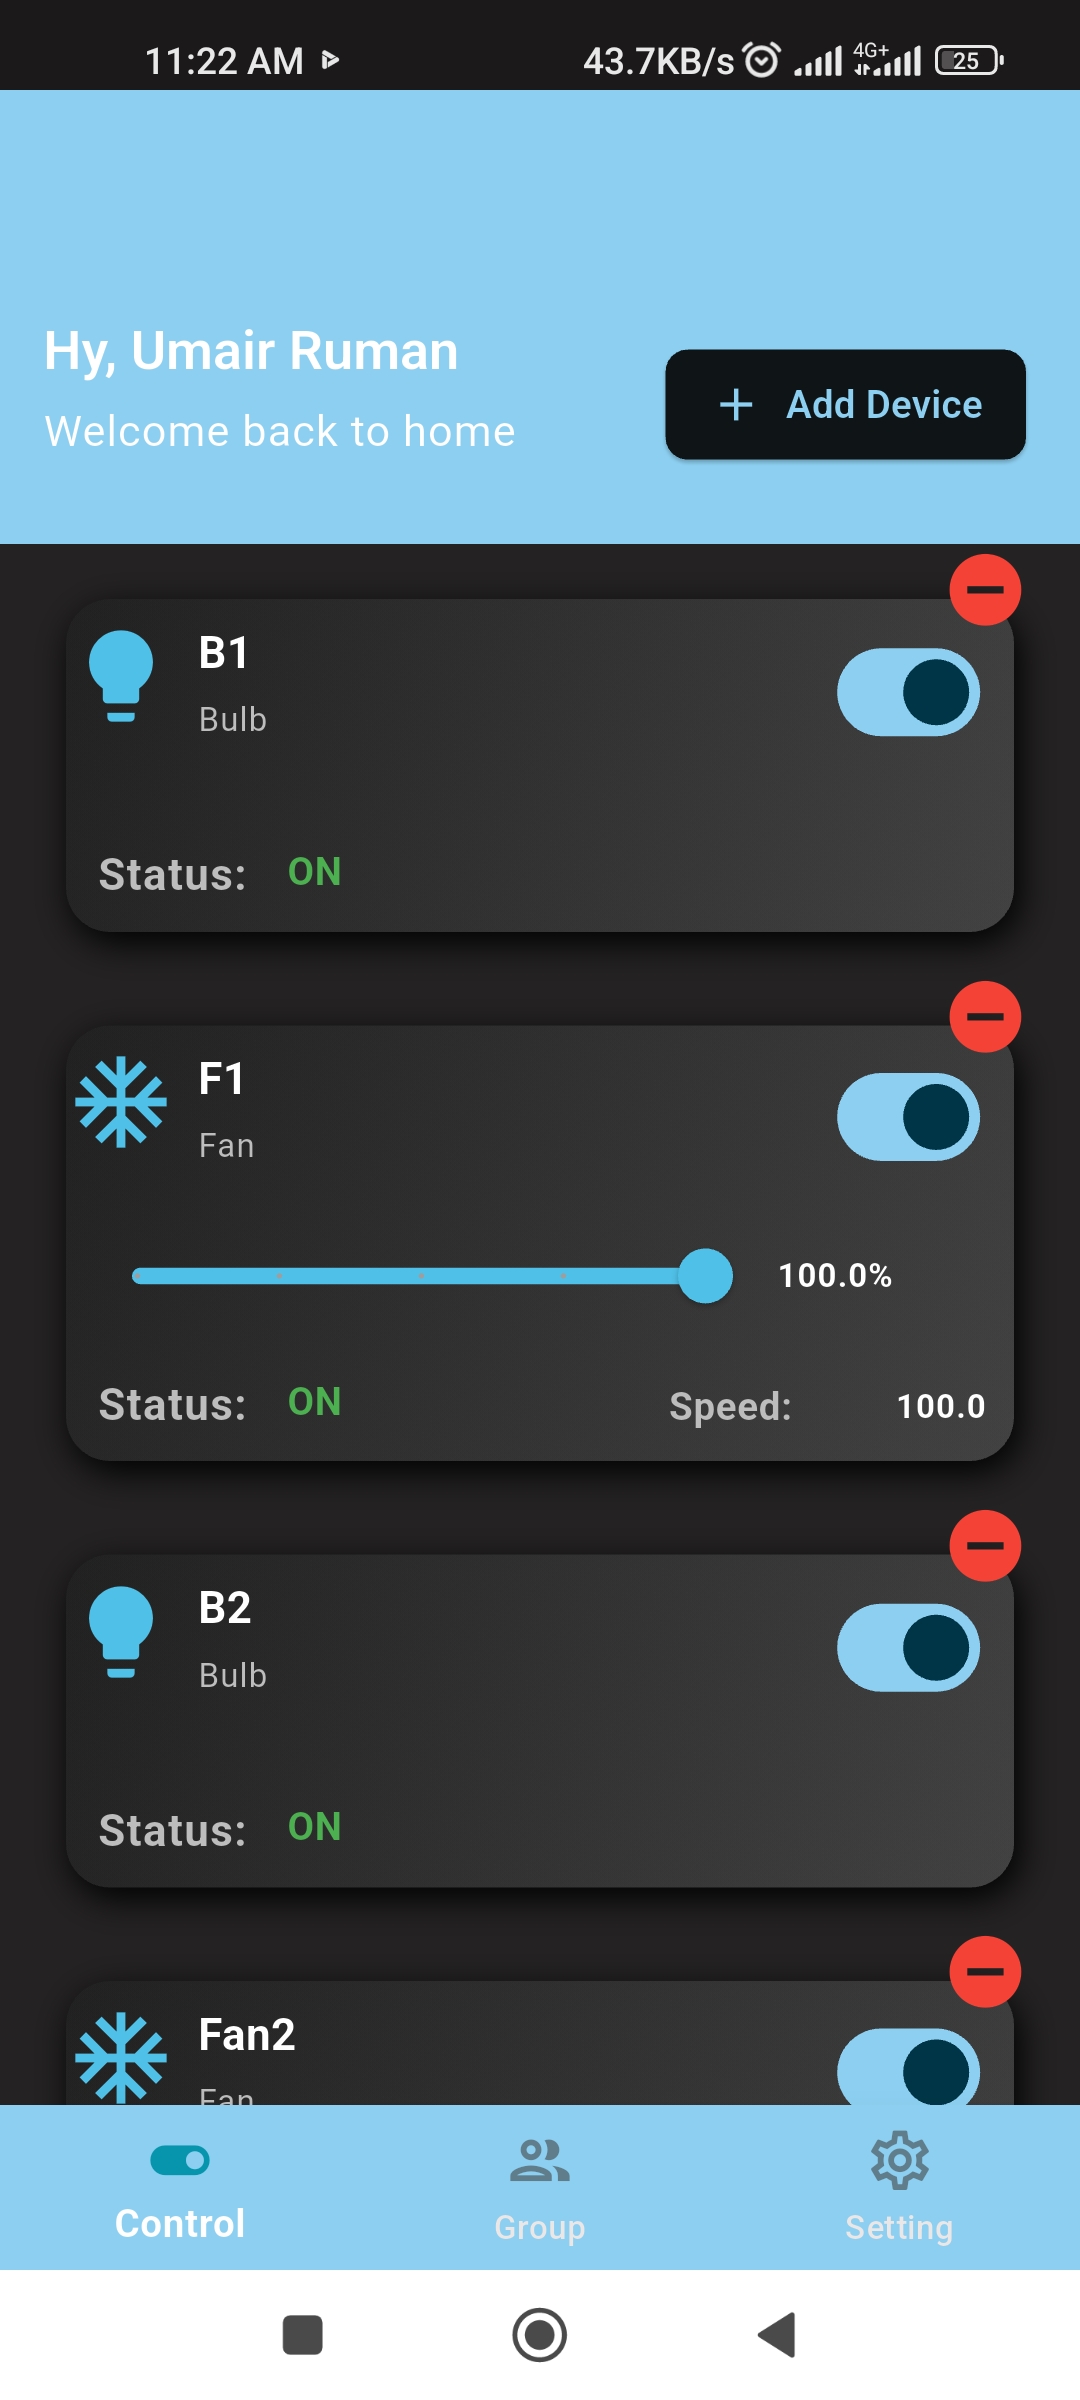 11:22 AM 43.7KB/s 4G+ 25
Hy, Umair Ruman
Welcome back to home
+ Add Device
B1
Bulb
Status: ON
F1
Fan
100.0%
Status: ON Speed: 100.0
B2
Bulb
Status: ON
Fan2
Fan
Control Group Setting